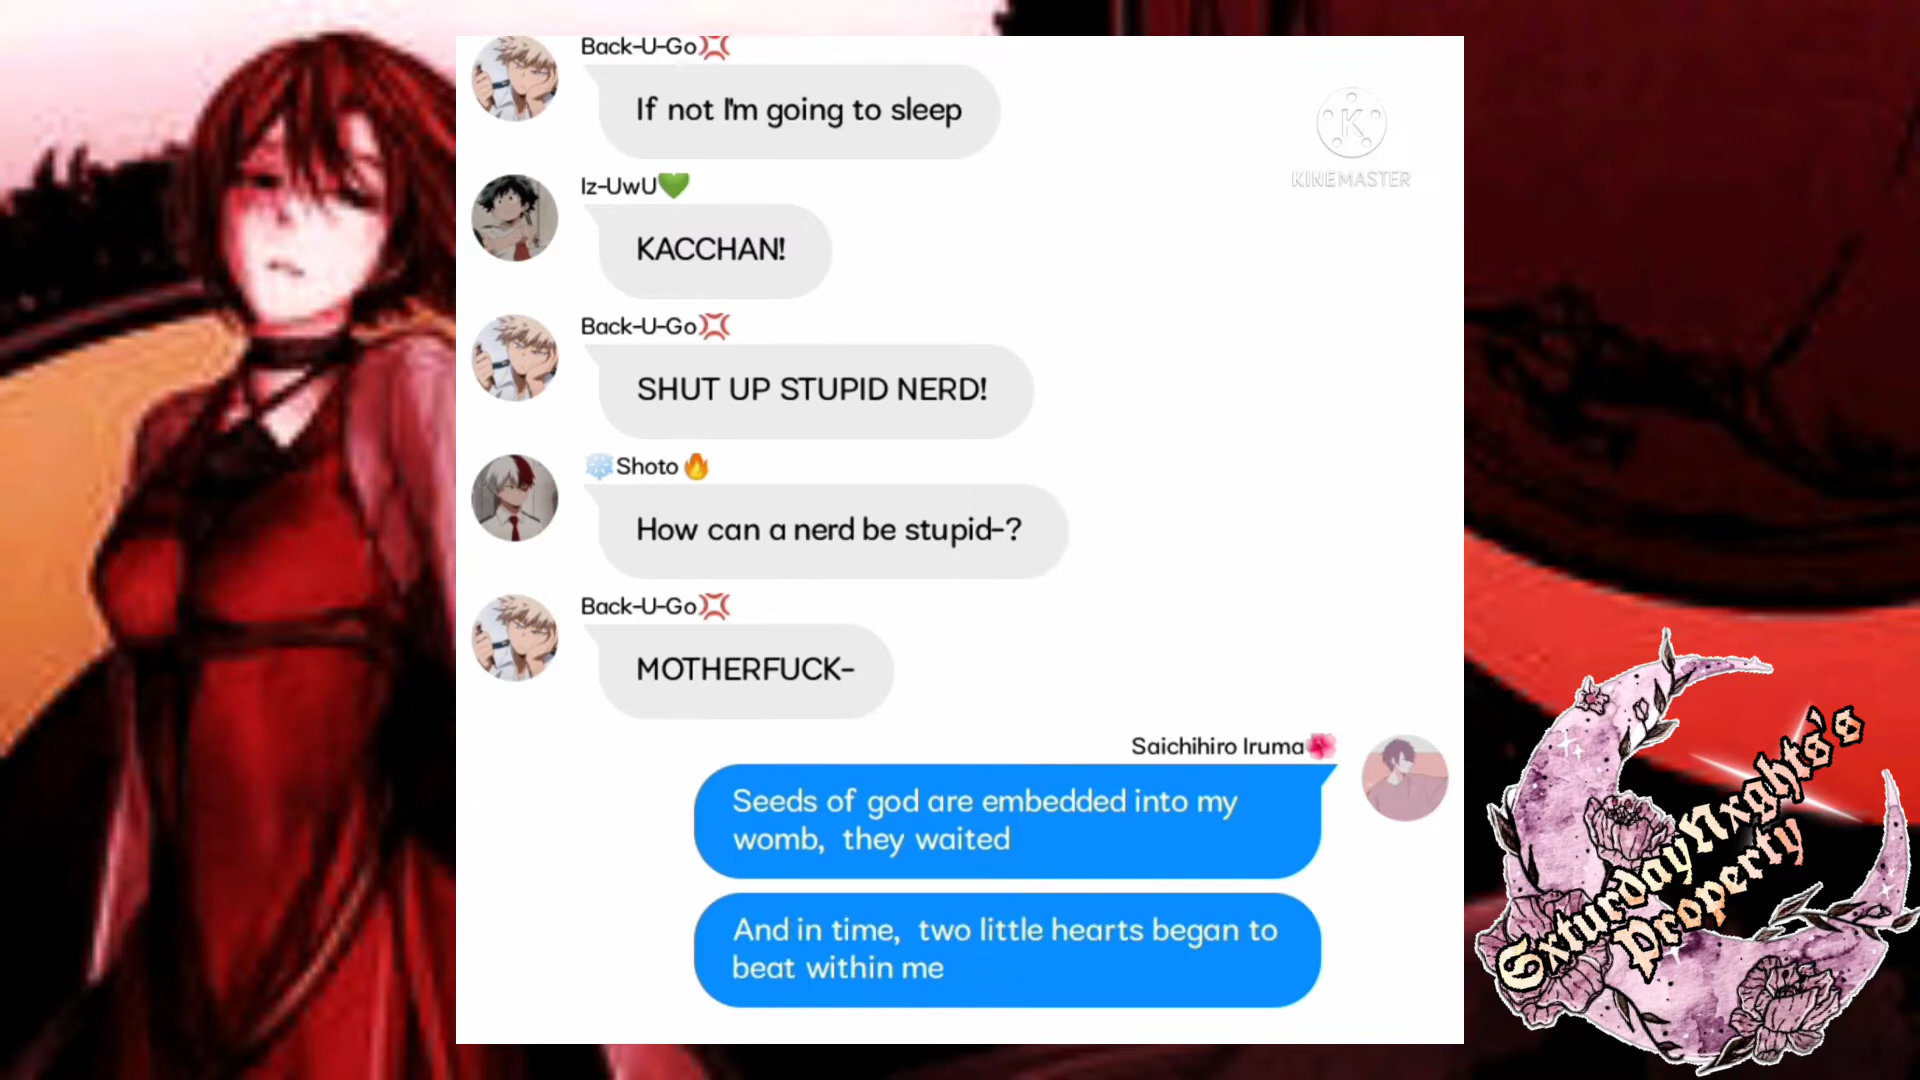 Back-U-Go💢
If not I'm going to sleep
KINEMASTER
Iz-UwU💚
KACCHAN!
Back-U-Go💢
SHUT UP STUPID NERD!
❄️Shoto🔥
How can a nerd be stupid-?
Back-U-Go💢
MOTHERFUCK-
Saichihiro Iruma🌺
Seeds of god are embedded into my
womb, they waited
And in time, two little hearts began to
beat within me
SxturdayNxghts's
Property